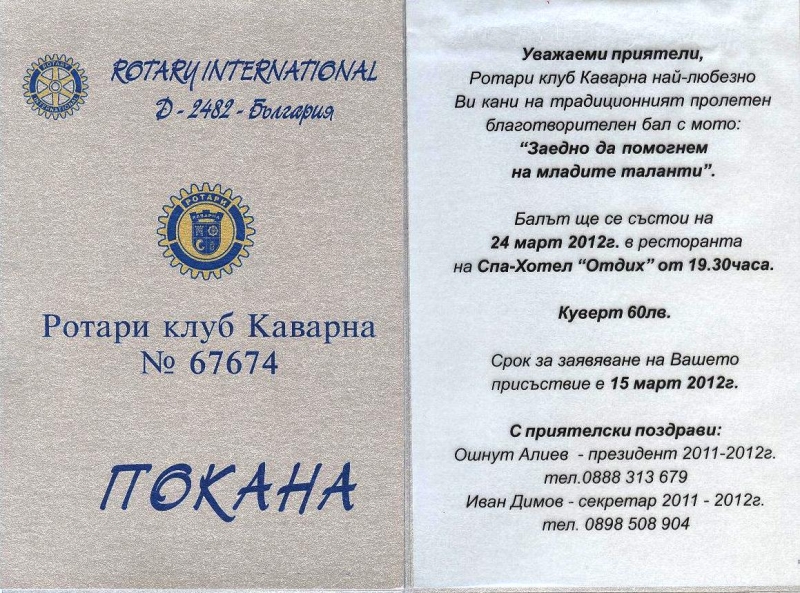 ROTARY INTERNATIONAL
Д - 2482 - България
ROTARY
INTERNATIONAL
РОТАРИ
КАВАРНА
Ротари клуб Каварна
№ 67674
ПОКАНА
Уважаеми приятели,
Ротари клуб Каварна най-любезно
Ви кани на традиционният пролетен
благотворителен бал с мото:
“Заедно да помогнем
на младите таланти”.
Балът ще се състои на
24 март 2012г. в ресторанта
на Спа-Хотел “Отдих” от 19.30часа.
Куверт 60лв.
Срок за заявяване на Вашето
присъствие е 15 март 2012г.
С приятелски поздрави:
Ошнут Алиев - президент 2011-2012г.
тел.0888 313 679
Иван Димов - секретар 2011 - 2012г.
тел. 0898 508 904